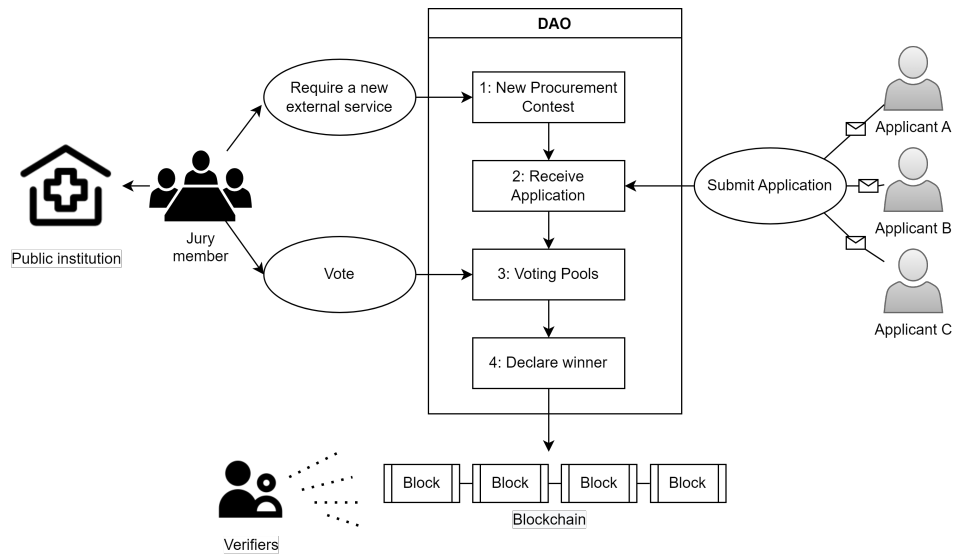 DAO
Require a new
external service
1: New Procurement
Contest
Applicant A
2: Receive
Application
Submit Application
Applicant B
Jury
member
Public institution
Vote
3: Voting Pools
Applicant C
4: Declare winner
Block
Block
Block
Block
Blockchain
Verifiers